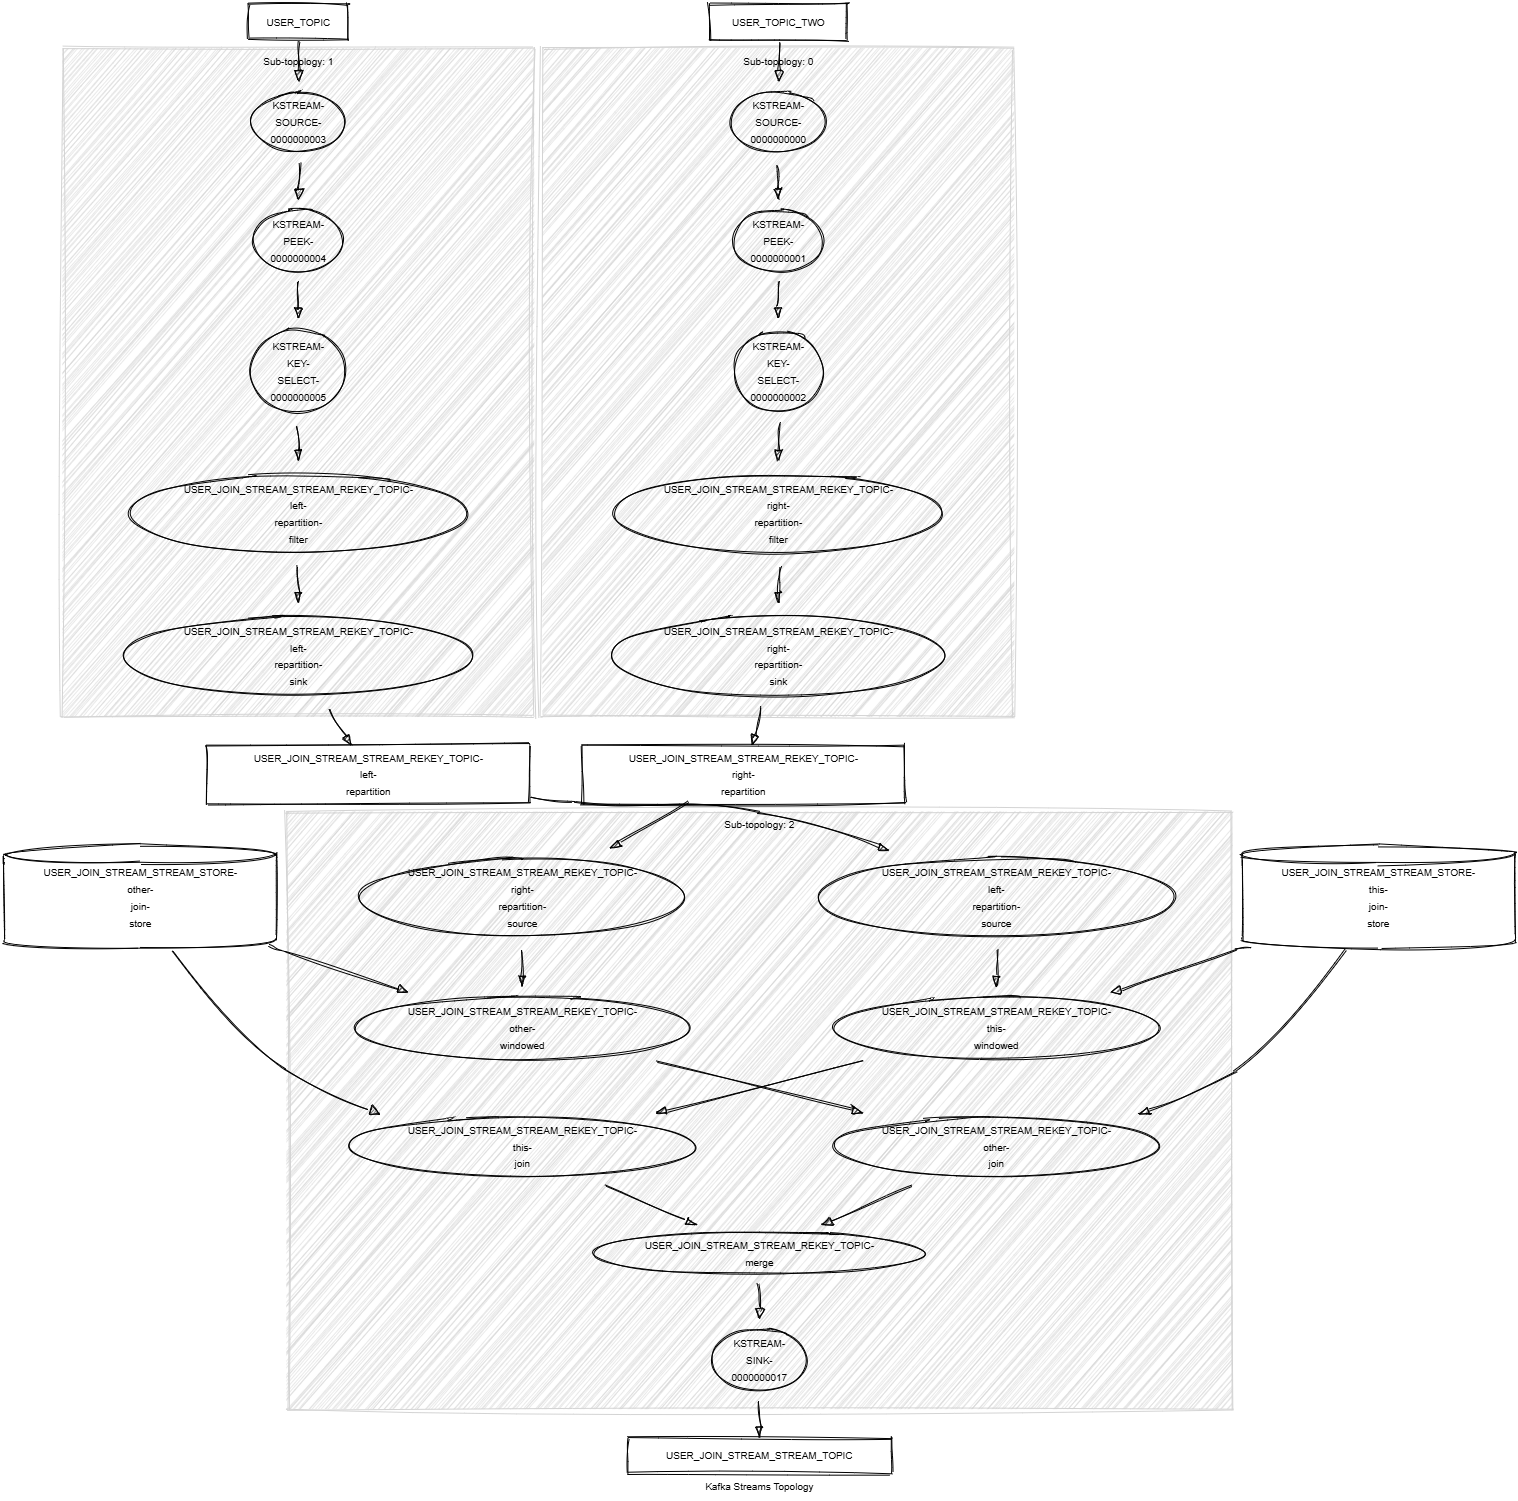 USER_TOPIC
USER_TOPIC_TWO
Sub-topology: 1
Sub-topology: 0
KSTREAM-
SOURCE-
0000000003
KSTREAM-
SOURCE-
0000000000
KSTREAM-
PEEK-
0000000004
KSTREAM-
PEEK-
0000000001
KSTREAM-
KEY-
SELECT-
0000000005
KSTREAM-
KEY-
SELECT-
0000000002
USER_JOIN_STREAM_STREAM_REKEY_TOPIC-
left-
repartition-
filter
USER_JOIN_STREAM_STREAM_REKEY_TOPIC-
right-
repartition-
filter
USER_JOIN_STREAM_STREAM_REKEY_TOPIC-
left-
repartition-
sink
USER_JOIN_STREAM_STREAM_REKEY_TOPIC-
right-
repartition-
sink
USER_JOIN_STREAM_STREAM_REKEY_TOPIC-
left-
repartition
USER_JOIN_STREAM_STREAM_REKEY_TOPIC-
right-
repartition
Sub-topology: 2
USER_JOIN_STREAM_STREAM_STORE-
other-
join-
store
USER_JOIN_STREAM_STREAM_REKEY_TOPIC-
right-
repartition-
source
USER_JOIN_STREAM_STREAM_REKEY_TOPIC-
left-
repartition-
source
USER_JOIN_STREAM_STREAM_STORE-
this-
join-
store
USER_JOIN_STREAM_STREAM_REKEY_TOPIC-
other-
windowed
USER_JOIN_STREAM_STREAM_REKEY_TOPIC-
this-
windowed
USER_JOIN_STREAM_STREAM_REKEY_TOPIC-
this-
join
USER_JOIN_STREAM_STREAM_REKEY_TOPIC-
other-
join
USER_JOIN_STREAM_STREAM_REKEY_TOPIC-
merge
KSTREAM-
SINK-
0000000017
USER_JOIN_STREAM_STREAM_TOPIC
Kafka Streams Topology